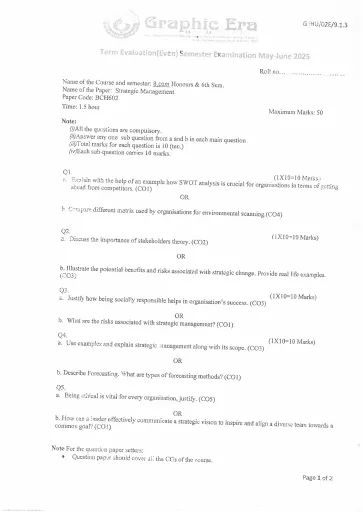 Graphic Era
G-HU/02E/9.1.3
Term Evaluation(Even) Semester Examination May-June 2025
Roll no.
Name of the Course and semester: B.com Honours & 6th Sem.
Name of the Paper: Strategic Management.
Paper Code: BCH602
Time: 1.5 hour
Maximum Marks: 50
Note:
(i)All the questions are compulsory.
(ii)Answer any one sub question from a and b in each main question
(iii)Total marks for each question is 10 (ten.)
(iv)Each sub-question carries 10 marks.
Q1.
(1X10=10 Marks)
a. Explain with the help of an example how SWOT analysis is crucial for organisations in terms of getting
ahead from competitors. (CO1)
OR
b. Compare different matrix used by organisations for environmental scanning.(CO4)
Q2.
(1X10=10 Marks)
a. Discuss the importance of stakeholders theory. (CO2)
OR
b. Illustrate the potential benefits and risks associated with strategic change. Provide real life examples.
(CO3)
Q3.
(1X10=10 Marks)
a. Justify how being socially responsible helps in organisation's success. (CO5)
OR
b. What are the risks associated with strategic management? (CO1)
Q4.
(1X10=10 Marks)
a. Use examples and explain strategic management along with its scope. (CO3)
OR
b. Describe Forecasting. What are types of forecasting methods? (CO1)
Q5.
a. Being ethical is vital for every organisation, justify. (CO5)
OR
b. How can a leader effectively communicate a strategic vision to inspire and align a diverse team towards a
common goal? (CO1)
Note For the question paper setters:
• Question paper should cover all the COs of the course.
Page 1 of 2